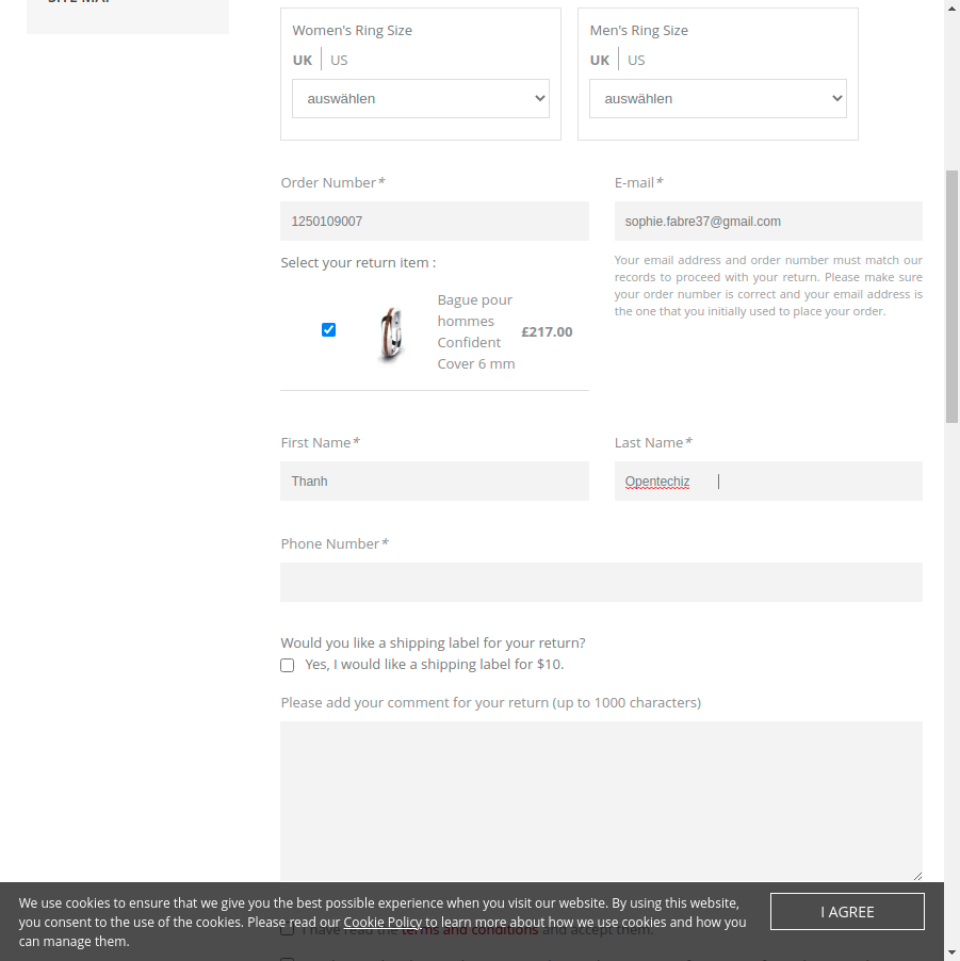 SITE MAP
Women's Ring Size
UK US
auswählen
Men's Ring Size
UK US
auswählen
Order Number*
1250109007
E-mail*
sophie.fabre37@gmail.com
Select your return item :
Bague pour
hommes
Confident
Cover 6 mm
£217.00
Your email address and order number must match our
records to proceed with your return. Please make sure
your order number is correct and your email address is
the one that you initially used to place your order.
First Name*
Thanh
Last Name*
Opentechiz
Phone Number*
Would you like a shipping label for your return?
Yes, I would like a shipping label for $10.
Please add your comment for your return (up to 1000 characters)
We use cookies to ensure that we give you the best possible experience when you visit our website. By using this website,
you consent to the use of the cookies. Please read our Cookie Policy to learn more about how we use cookies and how you
can manage them.
I AGREE
I have read the terms and conditions and accept them.